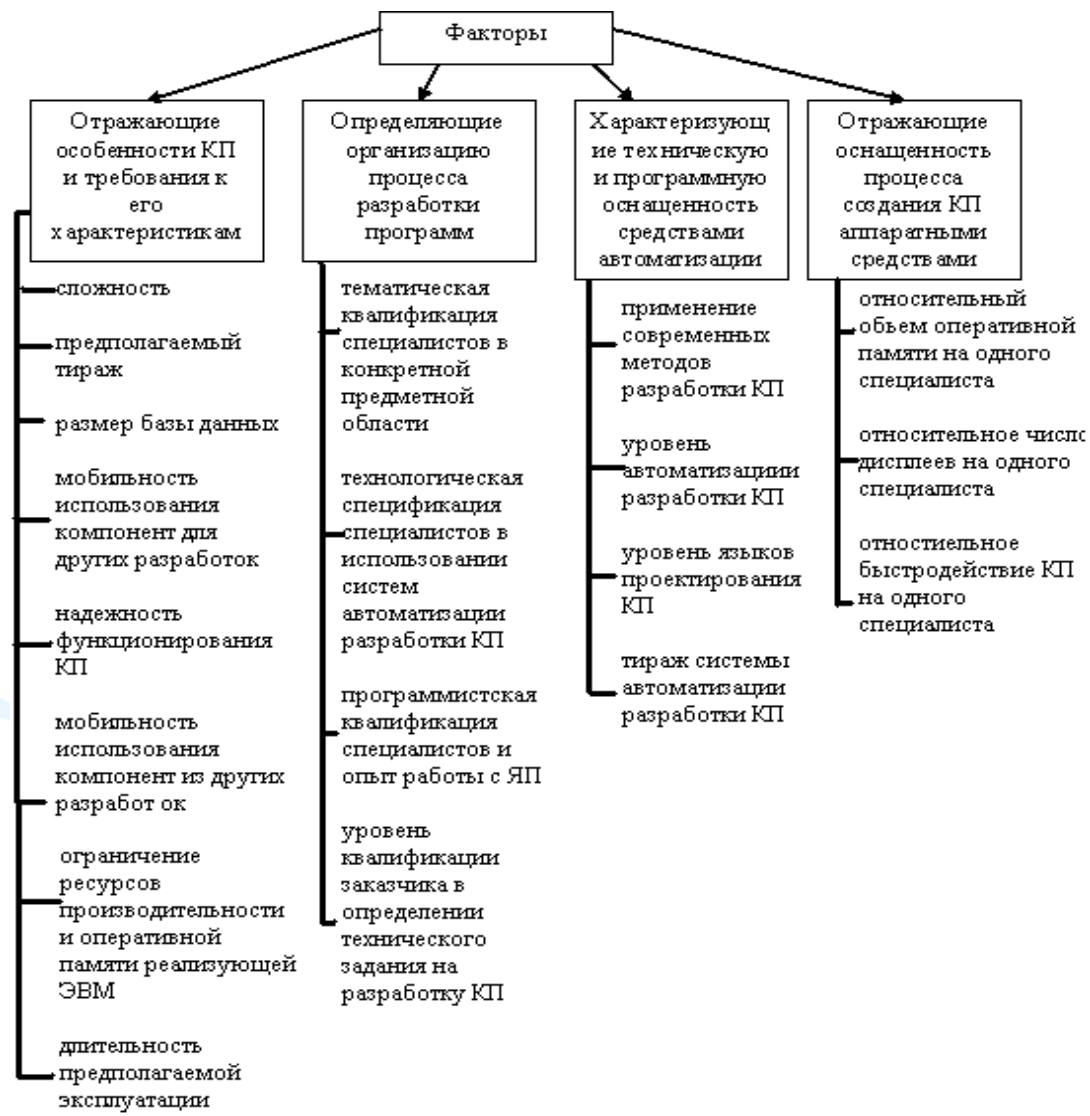 Факторы
Отражающие
особенности КП
и требования к
его
характеристикам
сложность
предполагаемый
тираж
размер базы данных
мобильность
использования
компонент для
других разработок
надежность
функционирования
КП
мобильность
использования
компонент из других
разработ ок
ограничение
ресурсов
производительности
и оперативной
памяти реализующей
ЭВМ
длительность
предполагаемой
эксплуатации
Определяющие
организацию
процесса
разработки
программ
тематическая
квалификация
специалистов в
конкретной
предметной
области
технологическая
спецификация
специалистов в
использовании
систем
автоматизации
разработки КП
программистская
квалификация
специалистов и
опыт работы с ЯП
уровень
квалификации
заказчика в
определении
технического
задания на
разработку КП
Характеризующ
ие техническую
и программную
оснащенность
средствами
автоматизации
применение
современных
методов
разработки КП
уровень
автоматизациии
разработки КП
уровень языков
проектирования
КП
тираж системы
автоматизации
разработки КП
Отражающие
оснащенность
процесса
создания КП
аппаратными
средствами
относительный
обьем оперативной
памяти на одного
специалиста
относительное число
дисплеев на одного
специалиста
отностиельное
быстродействие КП
на одного
специалиста